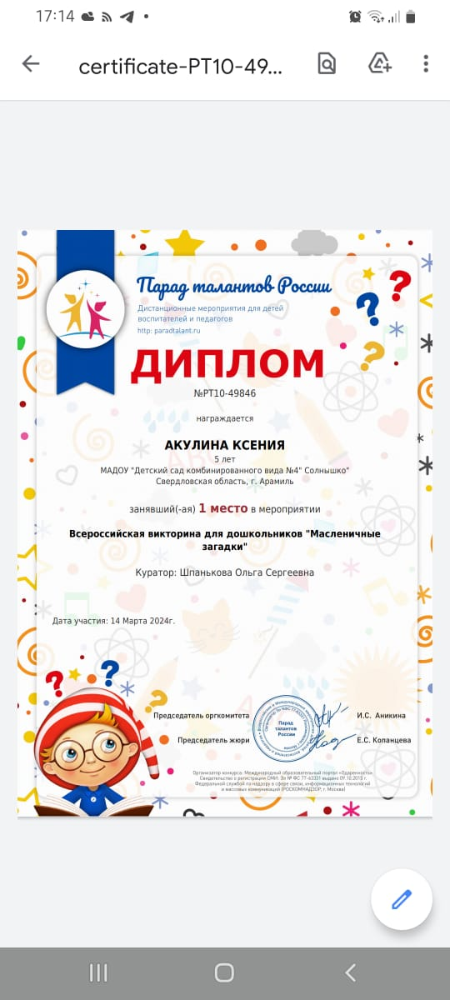 17:14
certificate-PT10-49...
Парад талантов России
Дистанционные мероприятия для детей
воспитателей и педагогов
http: paradtalant.ru
ДИПЛОМ
№PT10-49846
награждается
АКУЛИНА КСЕНИЯ
5 лет
МАДОУ "Детский сад комбинированного вида №4" Солнышко"
Свердловская область, г. Арамиль
занявший(-ая) 1 место в мероприятии
Всероссийская викторина для дошкольников "Масленичные
загадки"
Куратор: Шпанькова Ольга Сергеевна
Дата участия: 14 Марта 2024г.
Председатель оргкомитета
И.С. Аникина
Председатель жюри
Е.С. Копанцева
Парад
талантов
России
Организатор конкурса: Международный образовательный портал «Одаренность»
Свидетельство о регистрации СМИ: Эл № ФС 77-63331 выдано 09.10.2015 г.
Федеральной службой по надзору в сфере связи, информационных технологий
и массовых коммуникаций (РОСКОМНАДЗОР, г. Москва)